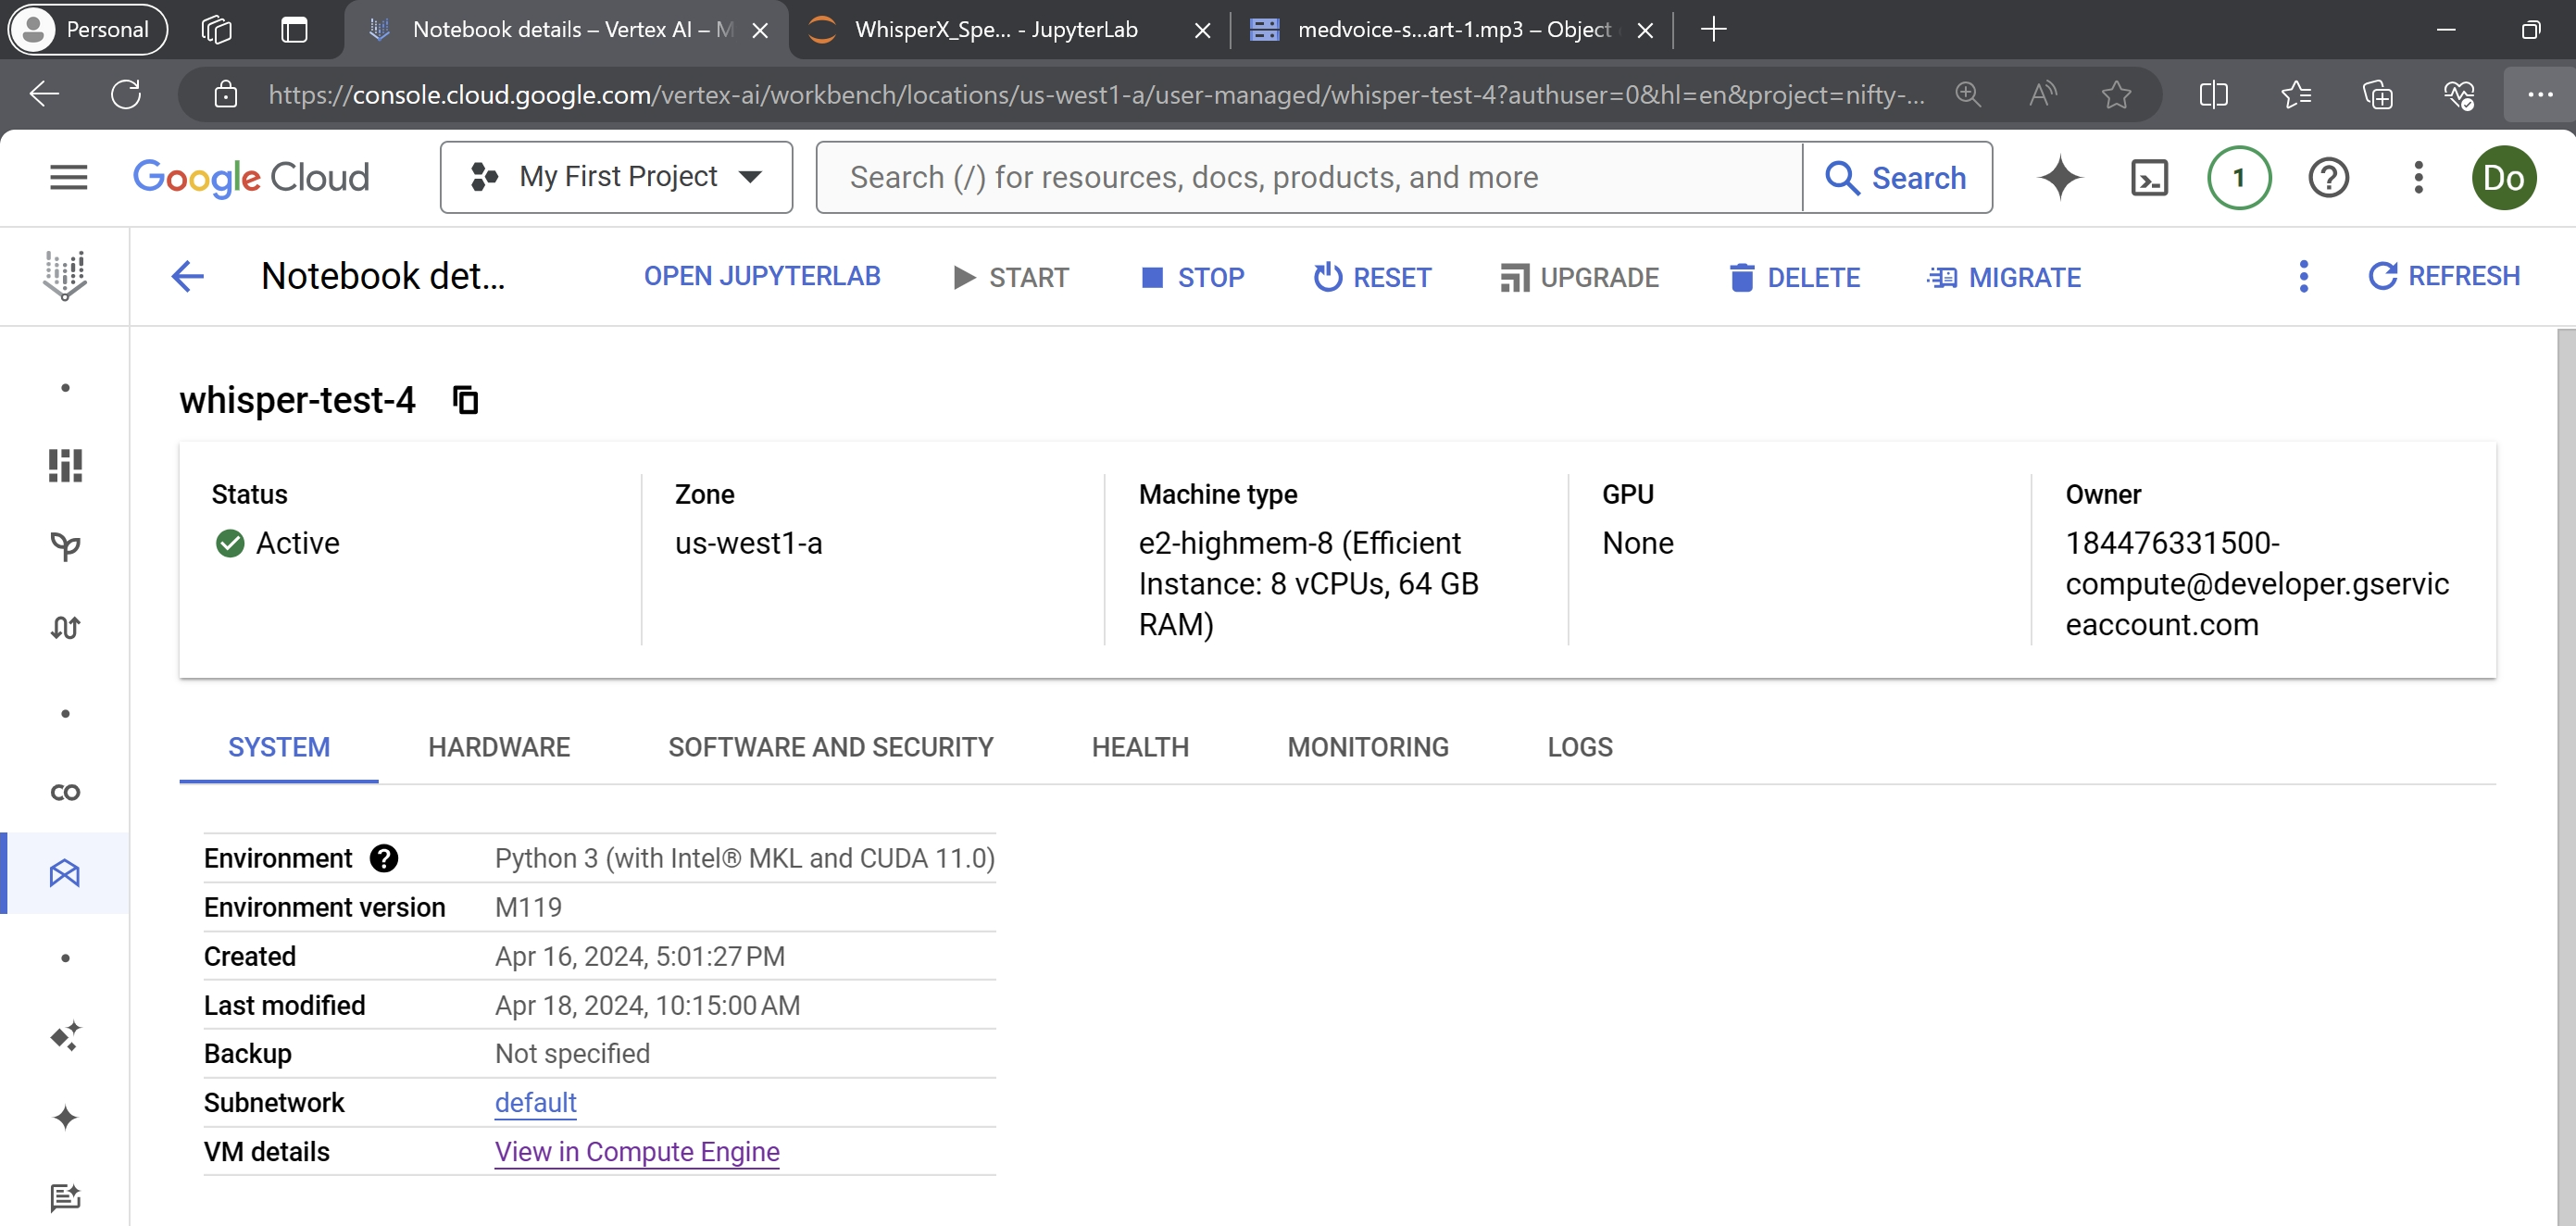 Personal
Notebook details – Vertex AI – M
WhisperX_Spe... - JupyterLab
medvoice-s...art-1.mp3 – Object
https://console.cloud.google.com/vertex-ai/workbench/locations/us-west1-a/user-managed/whisper-test-4?authuser=0&hl=en&project=nifty-...
Google Cloud
My First Project
Search (/) for resources, docs, products, and more
Search
1
Do
Notebook det...
OPEN JUPYTERLAB
START
STOP
RESET
UPGRADE
DELETE
MIGRATE
REFRESH
whisper-test-4
Status
Active
Zone
us-west1-a
Machine type
e2-highmem-8 (Efficient
Instance: 8 vCPUs, 64 GB
RAM)
GPU
None
Owner
184476331500-
compute@developer.gservic
eaccount.com
SYSTEM
HARDWARE
SOFTWARE AND SECURITY
HEALTH
MONITORING
LOGS
Environment Python 3 (with Intel® MKL and CUDA 11.0)
Environment version M119
Created Apr 16, 2024, 5:01:27 PM
Last modified Apr 18, 2024, 10:15:00 AM
Backup Not specified
Subnetwork default
VM details View in Compute Engine